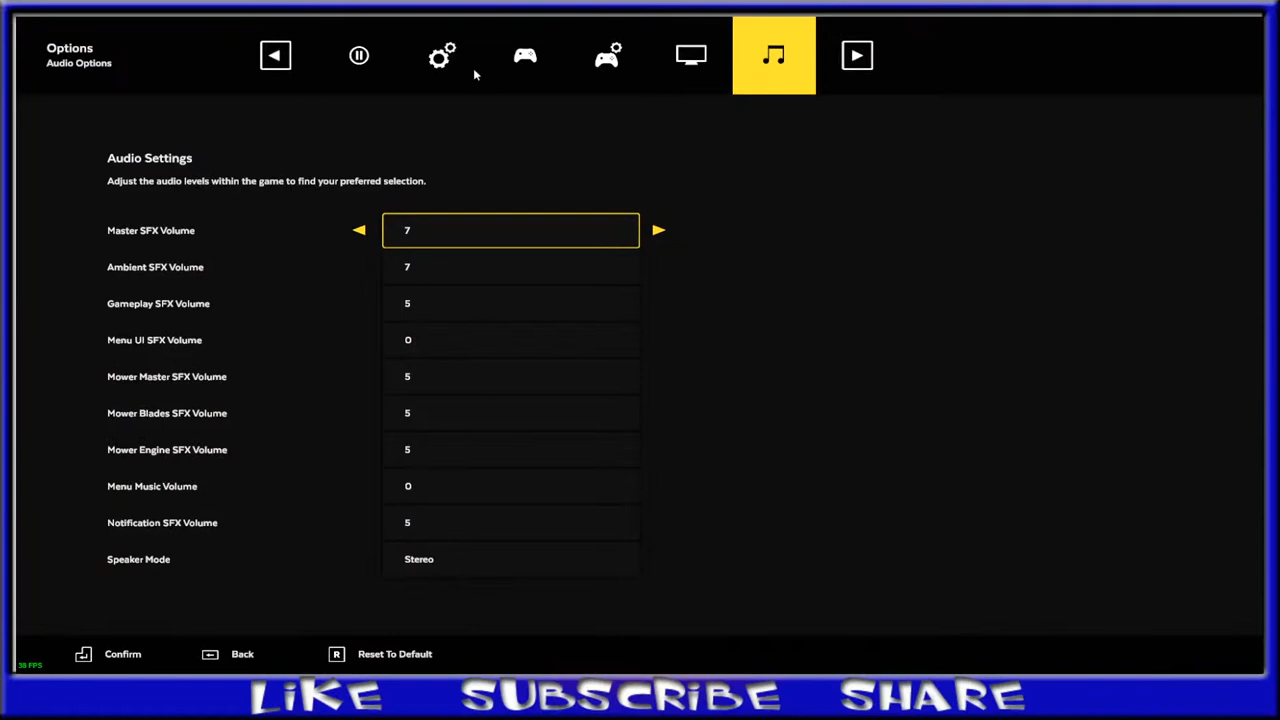 Options
Audio Options
Audio Settings
Adjust the audio levels within the game to find your preferred selection.
Master SFX Volume 7
Ambient SFX Volume 7
Gameplay SFX Volume 5
Menu UI SFX Volume 0
Mower Master SFX Volume 5
Mower Blades SFX Volume 5
Mower Engine SFX Volume 5
Menu Music Volume 0
Notification SFX Volume 5
Speaker Mode Stereo
Confirm Back R Reset To Default
38 FPS
LiKE SUBSCRiBE SHARE